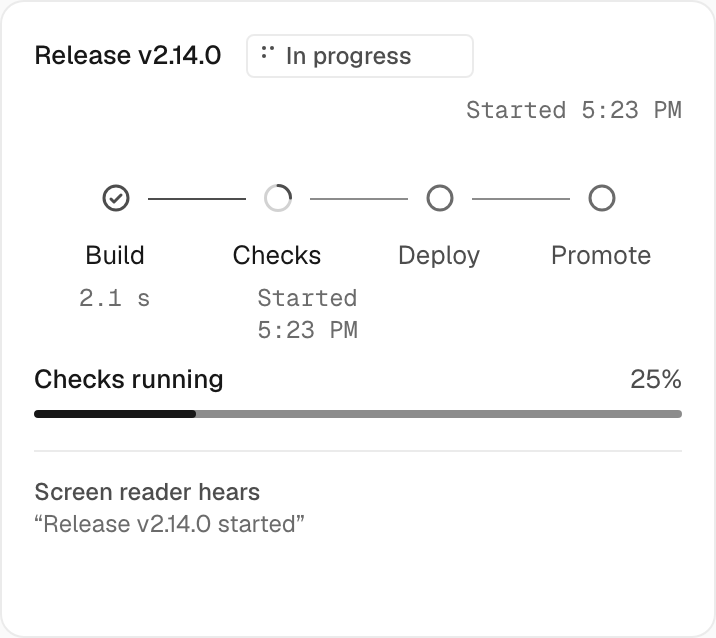 Release v2.14.0
In progress
Started 5:23 PM
Build
Checks
Deploy
Promote
2.1 s
Started
5:23 PM
Checks running
25%
Screen reader hears
“Release v2.14.0 started”